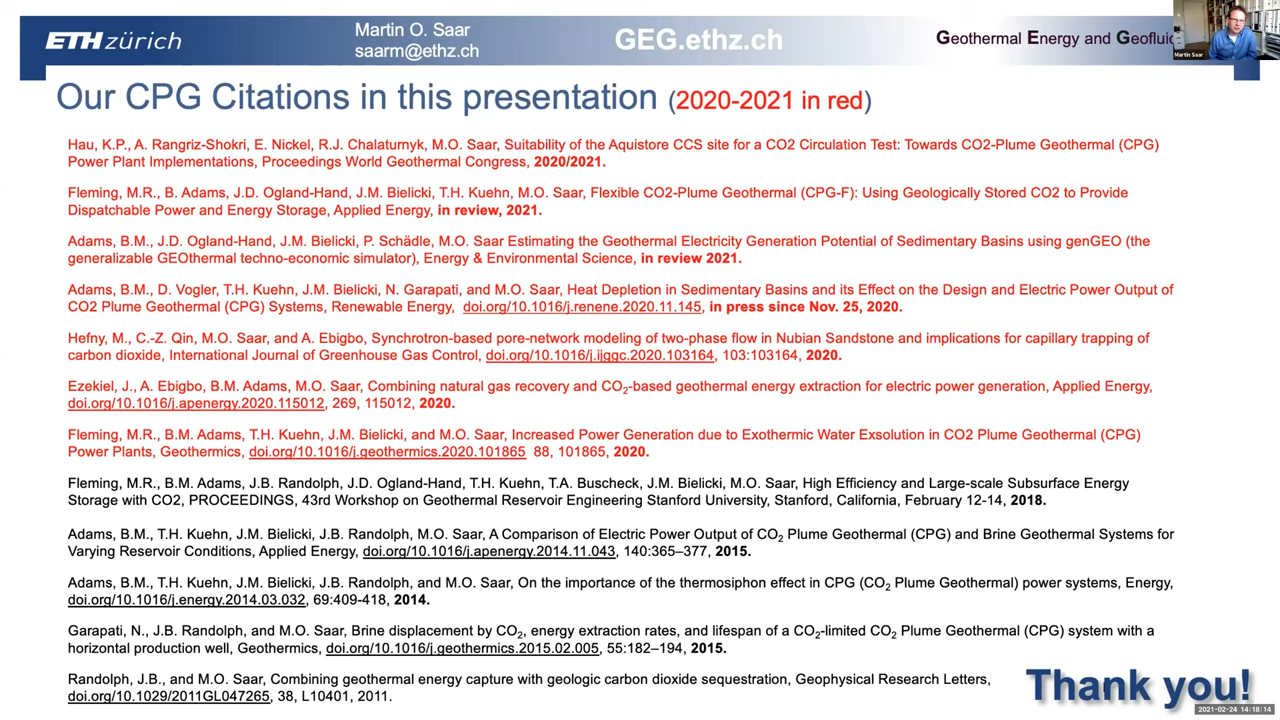 ETH zürich
Martin O. Saar
saarm@ethz.ch
GEG.ethz.ch
Geothermal Energy and Geofluid
Martin Saar
Our CPG Citations in this presentation (2020-2021 in red)
Hau, K.P., A. Rangriz-Shokri, E. Nickel, R.J. Chalaturnyk, M.O. Saar, Suitability of the Aquistore CCS site for a CO2 Circulation Test: Towards CO2-Plume Geothermal (CPG)
Power Plant Implementations, Proceedings World Geothermal Congress, 2020/2021.
Fleming, M.R., B. Adams, J.D. Ogland-Hand, J.M. Bielicki, T.H. Kuehn, M.O. Saar, Flexible CO2-Plume Geothermal (CPG-F): Using Geologically Stored CO2 to Provide
Dispatchable Power and Energy Storage, Applied Energy, in review, 2021.
Adams, B.M., J.D. Ogland-Hand, J.M. Bielicki, P. Schädle, M.O. Saar Estimating the Geothermal Electricity Generation Potential of Sedimentary Basins using genGEO (the
generalizable GEOthermal techno-economic simulator), Energy & Environmental Science, in review 2021.
Adams, B.M., D. Vogler, T.H. Kuehn, J.M. Bielicki, N. Garapati, and M.O. Saar, Heat Depletion in Sedimentary Basins and its Effect on the Design and Electric Power Output of
CO2 Plume Geothermal (CPG) Systems, Renewable Energy, doi.org/10.1016/j.renene.2020.11.145, in press since Nov. 25, 2020.
Hefny, M., C.-Z. Qin, M.O. Saar, and A. Ebigbo, Synchrotron-based pore-network modeling of two-phase flow in Nubian Sandstone and implications for capillary trapping of
carbon dioxide, International Journal of Greenhouse Gas Control, doi.org/10.1016/j.ijggc.2020.103164, 103:103164, 2020.
Ezekiel, J., A. Ebigbo, B.M. Adams, M.O. Saar, Combining natural gas recovery and CO₂-based geothermal energy extraction for electric power generation, Applied Energy,
doi.org/10.1016/j.apenergy.2020.115012, 269, 115012, 2020.
Fleming, M.R., B.M. Adams, T.H. Kuehn, J.M. Bielicki, and M.O. Saar, Increased Power Generation due to Exothermic Water Exsolution in CO2 Plume Geothermal (CPG)
Power Plants, Geothermics, doi.org/10.1016/j.geothermics.2020.101865 88, 101865, 2020.
Fleming, M.R., B.M. Adams, J.B. Randolph, J.D. Ogland-Hand, T.H. Kuehn, T.A. Buscheck, J.M. Bielicki, M.O. Saar, High Efficiency and Large-scale Subsurface Energy
Storage with CO2, PROCEEDINGS, 43rd Workshop on Geothermal Reservoir Engineering Stanford University, Stanford, California, February 12-14, 2018.
Adams, B.M., T.H. Kuehn, J.M. Bielicki, J.B. Randolph, M.O. Saar, A Comparison of Electric Power Output of CO₂ Plume Geothermal (CPG) and Brine Geothermal Systems for
Varying Reservoir Conditions, Applied Energy, doi.org/10.1016/j.apenergy.2014.11.043, 140:365–377, 2015.
Adams, B.M., T.H. Kuehn, J.M. Bielicki, J.B. Randolph, and M.O. Saar, On the importance of the thermosiphon effect in CPG (CO₂ Plume Geothermal) power systems, Energy,
doi.org/10.1016/j.energy.2014.03.032, 69:409-418, 2014.
Garapati, N., J.B. Randolph, and M.O. Saar, Brine displacement by CO₂, energy extraction rates, and lifespan of a CO₂-limited CO₂ Plume Geothermal (CPG) system with a
horizontal production well, Geothermics, doi.org/10.1016/j.geothermics.2015.02.005, 55:182–194, 2015.
Randolph, J.B., and M.O. Saar, Combining geothermal energy capture with geologic carbon dioxide sequestration, Geophysical Research Letters,
doi.org/10.1029/2011GL047265, 38, L10401, 2011.
Thank you!
2021-02-24 14:18:14